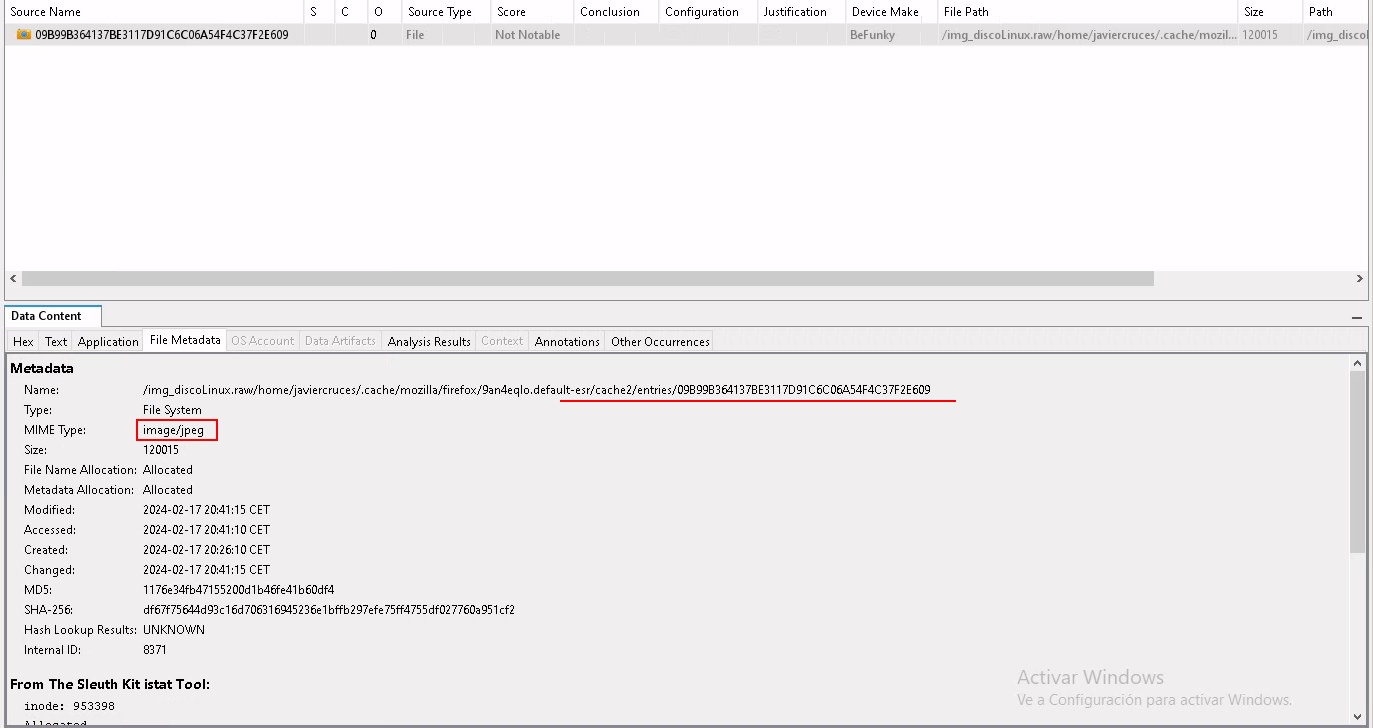 Source Name S C O Source Type Score Conclusion Configuration Justification Device Make File Path Size Path
09B99B364137BE3117D91C6C06A54F4C37F2E609 0 File Not Notable BeFunky /img_discoLinux.raw/home/javiercruces/.cache/mozil... 120015 /img_discol
Data Content
Hex Text Application File Metadata OS Account Data Artifacts Analysis Results Context Annotations Other Occurrences
Metadata
Name: /img_discoLinux.raw/home/javiercruces/.cache/mozilla/firefox/9an4eqlo.default-esr/cache2/entries/09B99B364137BE3117D91C6C06A54F4C37F2E609
Type: File System
MIME Type: image/jpeg
Size: 120015
File Name Allocation: Allocated
Metadata Allocation: Allocated
Modified: 2024-02-17 20:41:15 CET
Accessed: 2024-02-17 20:41:10 CET
Created: 2024-02-17 20:26:10 CET
Changed: 2024-02-17 20:41:15 CET
MD5: 1176e34fb47155200d1b46fe41b60df4
SHA-256: df67f75644d93c16d706316945236e1bffb297efe75ff4755df027760a951cf2
Hash Lookup Results: UNKNOWN
Internal ID: 8371
From The Sleuth Kit istat Tool:
inode: 953398
Allocated
Activar Windows
Ve a Configuración para activar Windows.